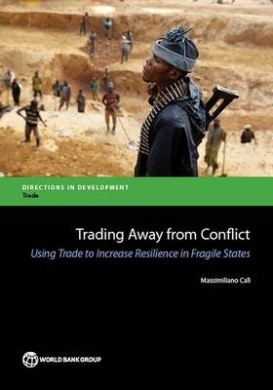 DIRECTIONS IN DEVELOPMENT
Trade
Trading Away from Conflict
Using Trade to Increase Resilience in Fragile States
Massimiliano Calì
WORLD BANK GROUP